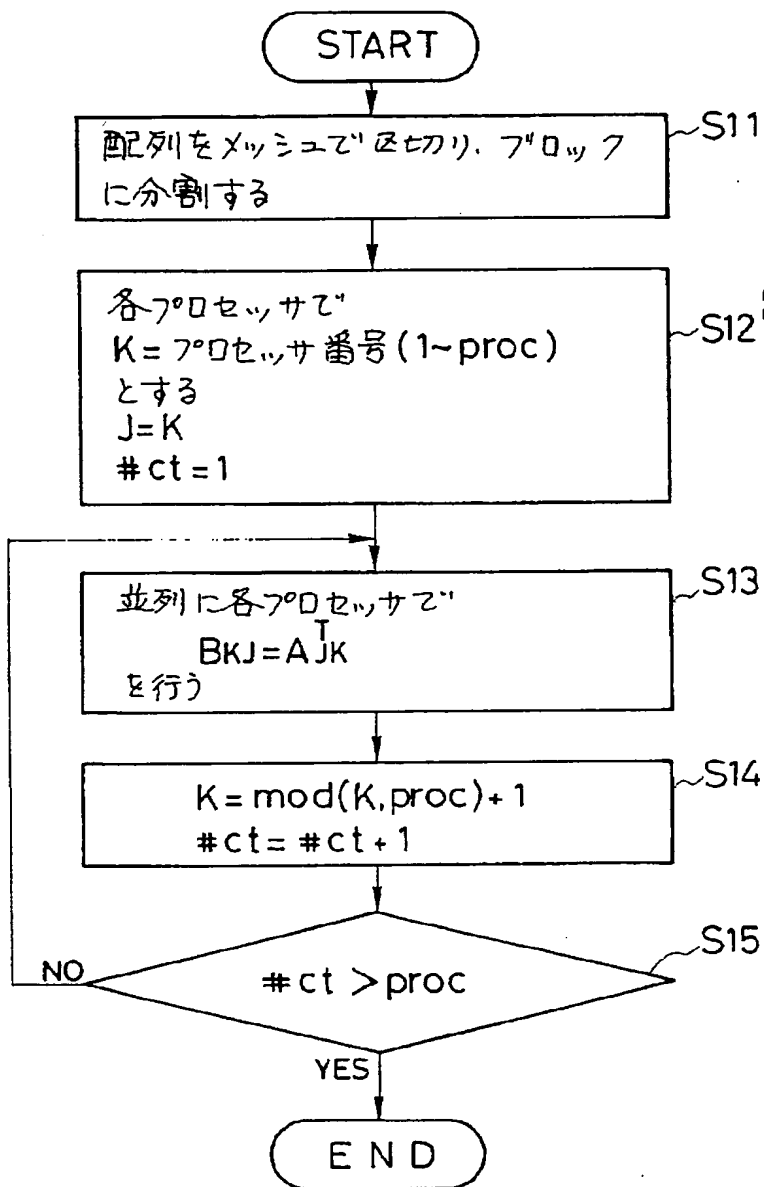 START
配列をメッシュで区切り、ブロック
に分割する
S11
各プロセッサで
K=プロセッサ番号(1~proc)
とする
J=K
#ct=1
S12
並列に各プロセッサで
BKJ=AᵀJK
を行う
S13
K=mod(K,proc)+1
#ct=#ct+1
S14
#ct>proc
S15
NO
YES
END